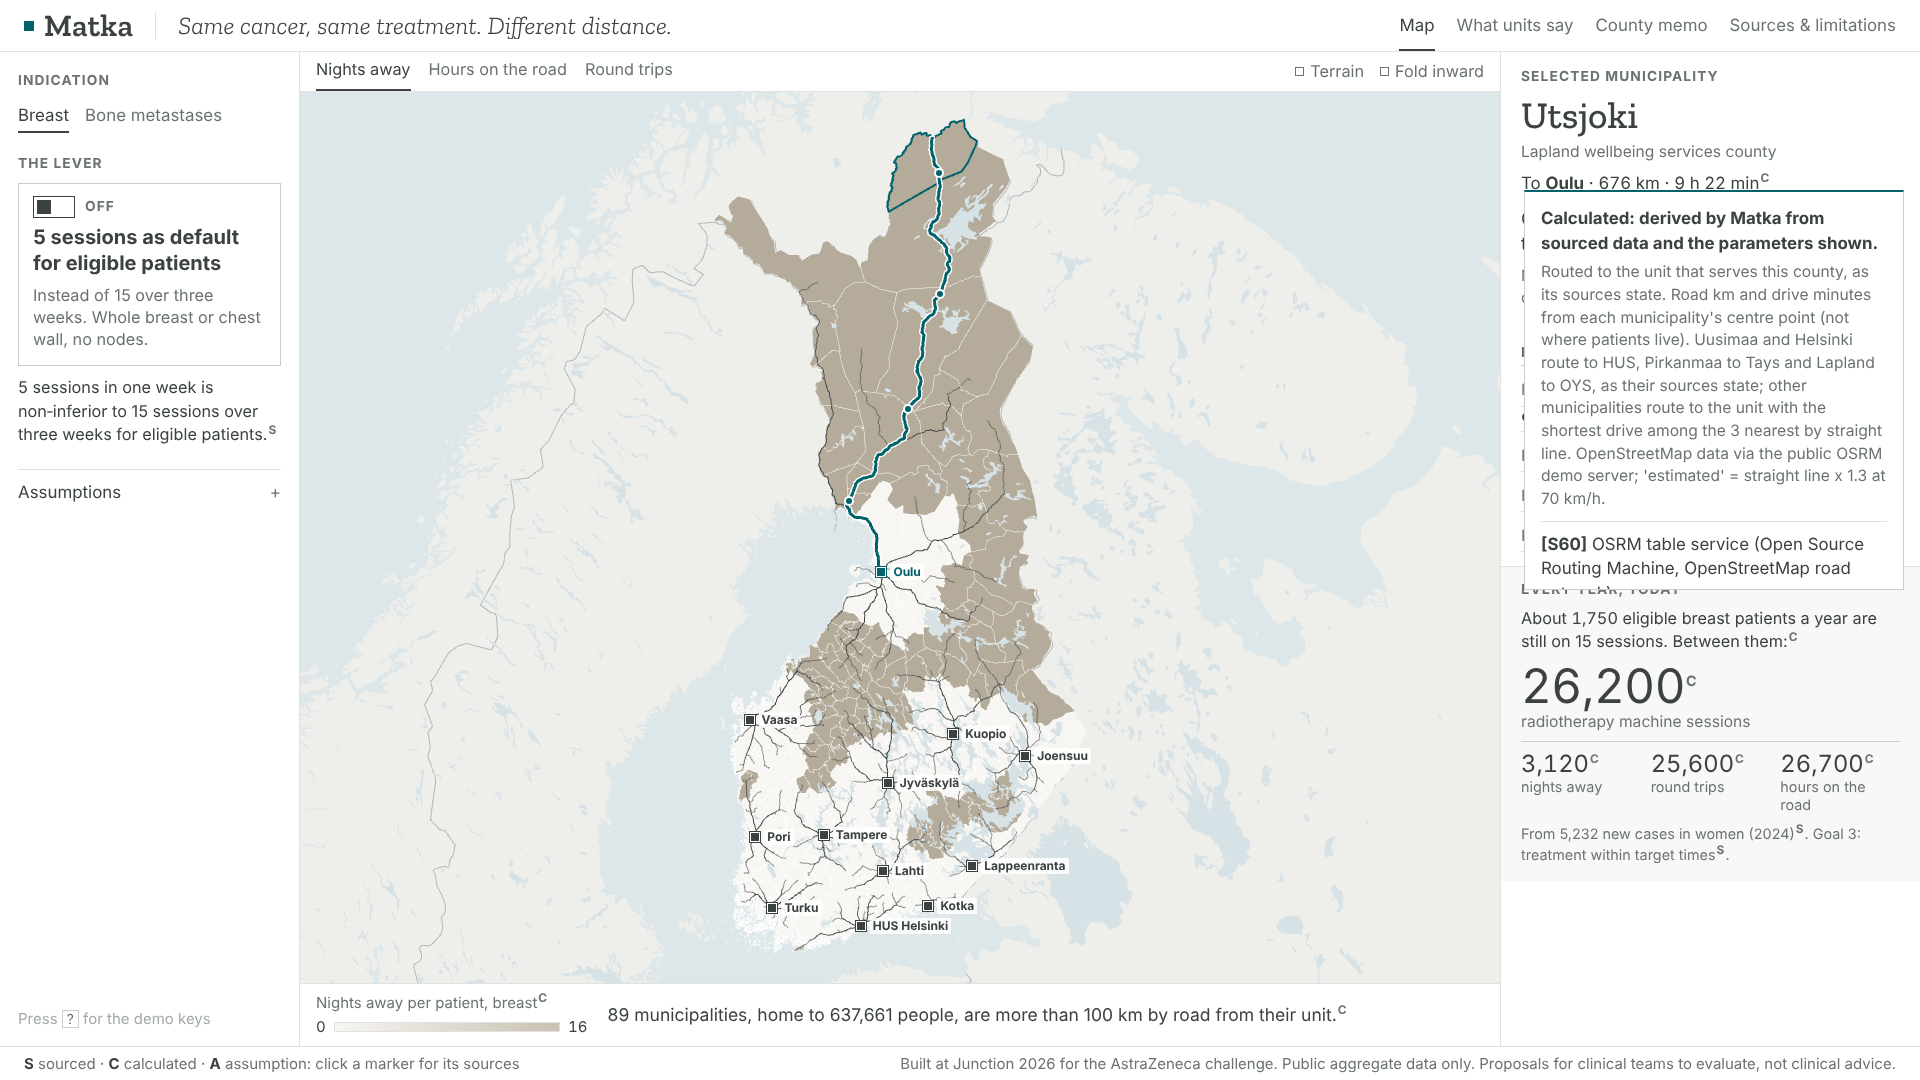 Matka
Same cancer, same treatment. Different distance.
Map
What units say
County memo
Sources & limitations
INDICATION
Breast
Bone metastases
THE LEVER
OFF
5 sessions as default
for eligible patients
Instead of 15 over three
weeks. Whole breast or chest
wall, no nodes.
5 sessions in one week is
non-inferior to 15 sessions over
three weeks for eligible patients.S
Assumptions +
Press ? for the demo keys
Nights away
Hours on the road
Round trips
Terrain
Fold inward
Oulu
Vaasa
Kuopio
Joensuu
Jyväskylä
Pori
Tampere
Lahti
Lappeenranta
Turku
Kotka
HUS Helsinki
Nights away per patient, breastC
0 16
89 municipalities, home to 637,661 people, are more than 100 km by road from their unit.C
SELECTED MUNICIPALITY
Utsjoki
Lapland wellbeing services county
To Oulu · 676 km · 9 h 22 minC
Calculated: derived by Matka from
sourced data and the parameters shown.
Routed to the unit that serves this county, as
its sources state. Road km and drive minutes
from each municipality's centre point (not
where patients live). Uusimaa and Helsinki
route to HUS, Pirkanmaa to Tays and Lapland
to OYS, as their sources state; other
municipalities route to the unit with the
shortest drive among the 3 nearest by straight
line. OpenStreetMap data via the public OSRM
demo server; 'estimated' = straight line x 1.3 at
70 km/h.
[S60] OSRM table service (Open Source
Routing Machine, OpenStreetMap road
EVERY YEAR, TODAY
About 1,750 eligible breast patients a year are
still on 15 sessions. Between them:C
26,200C
radiotherapy machine sessions
3,120C
nights away
25,600C
round trips
26,700C
hours on the
road
From 5,232 new cases in women (2024)S. Goal 3:
treatment within target timesS.
S sourced · C calculated · A assumption: click a marker for its sources
Built at Junction 2026 for the AstraZeneca challenge. Public aggregate data only. Proposals for clinical teams to evaluate, not clinical advice.